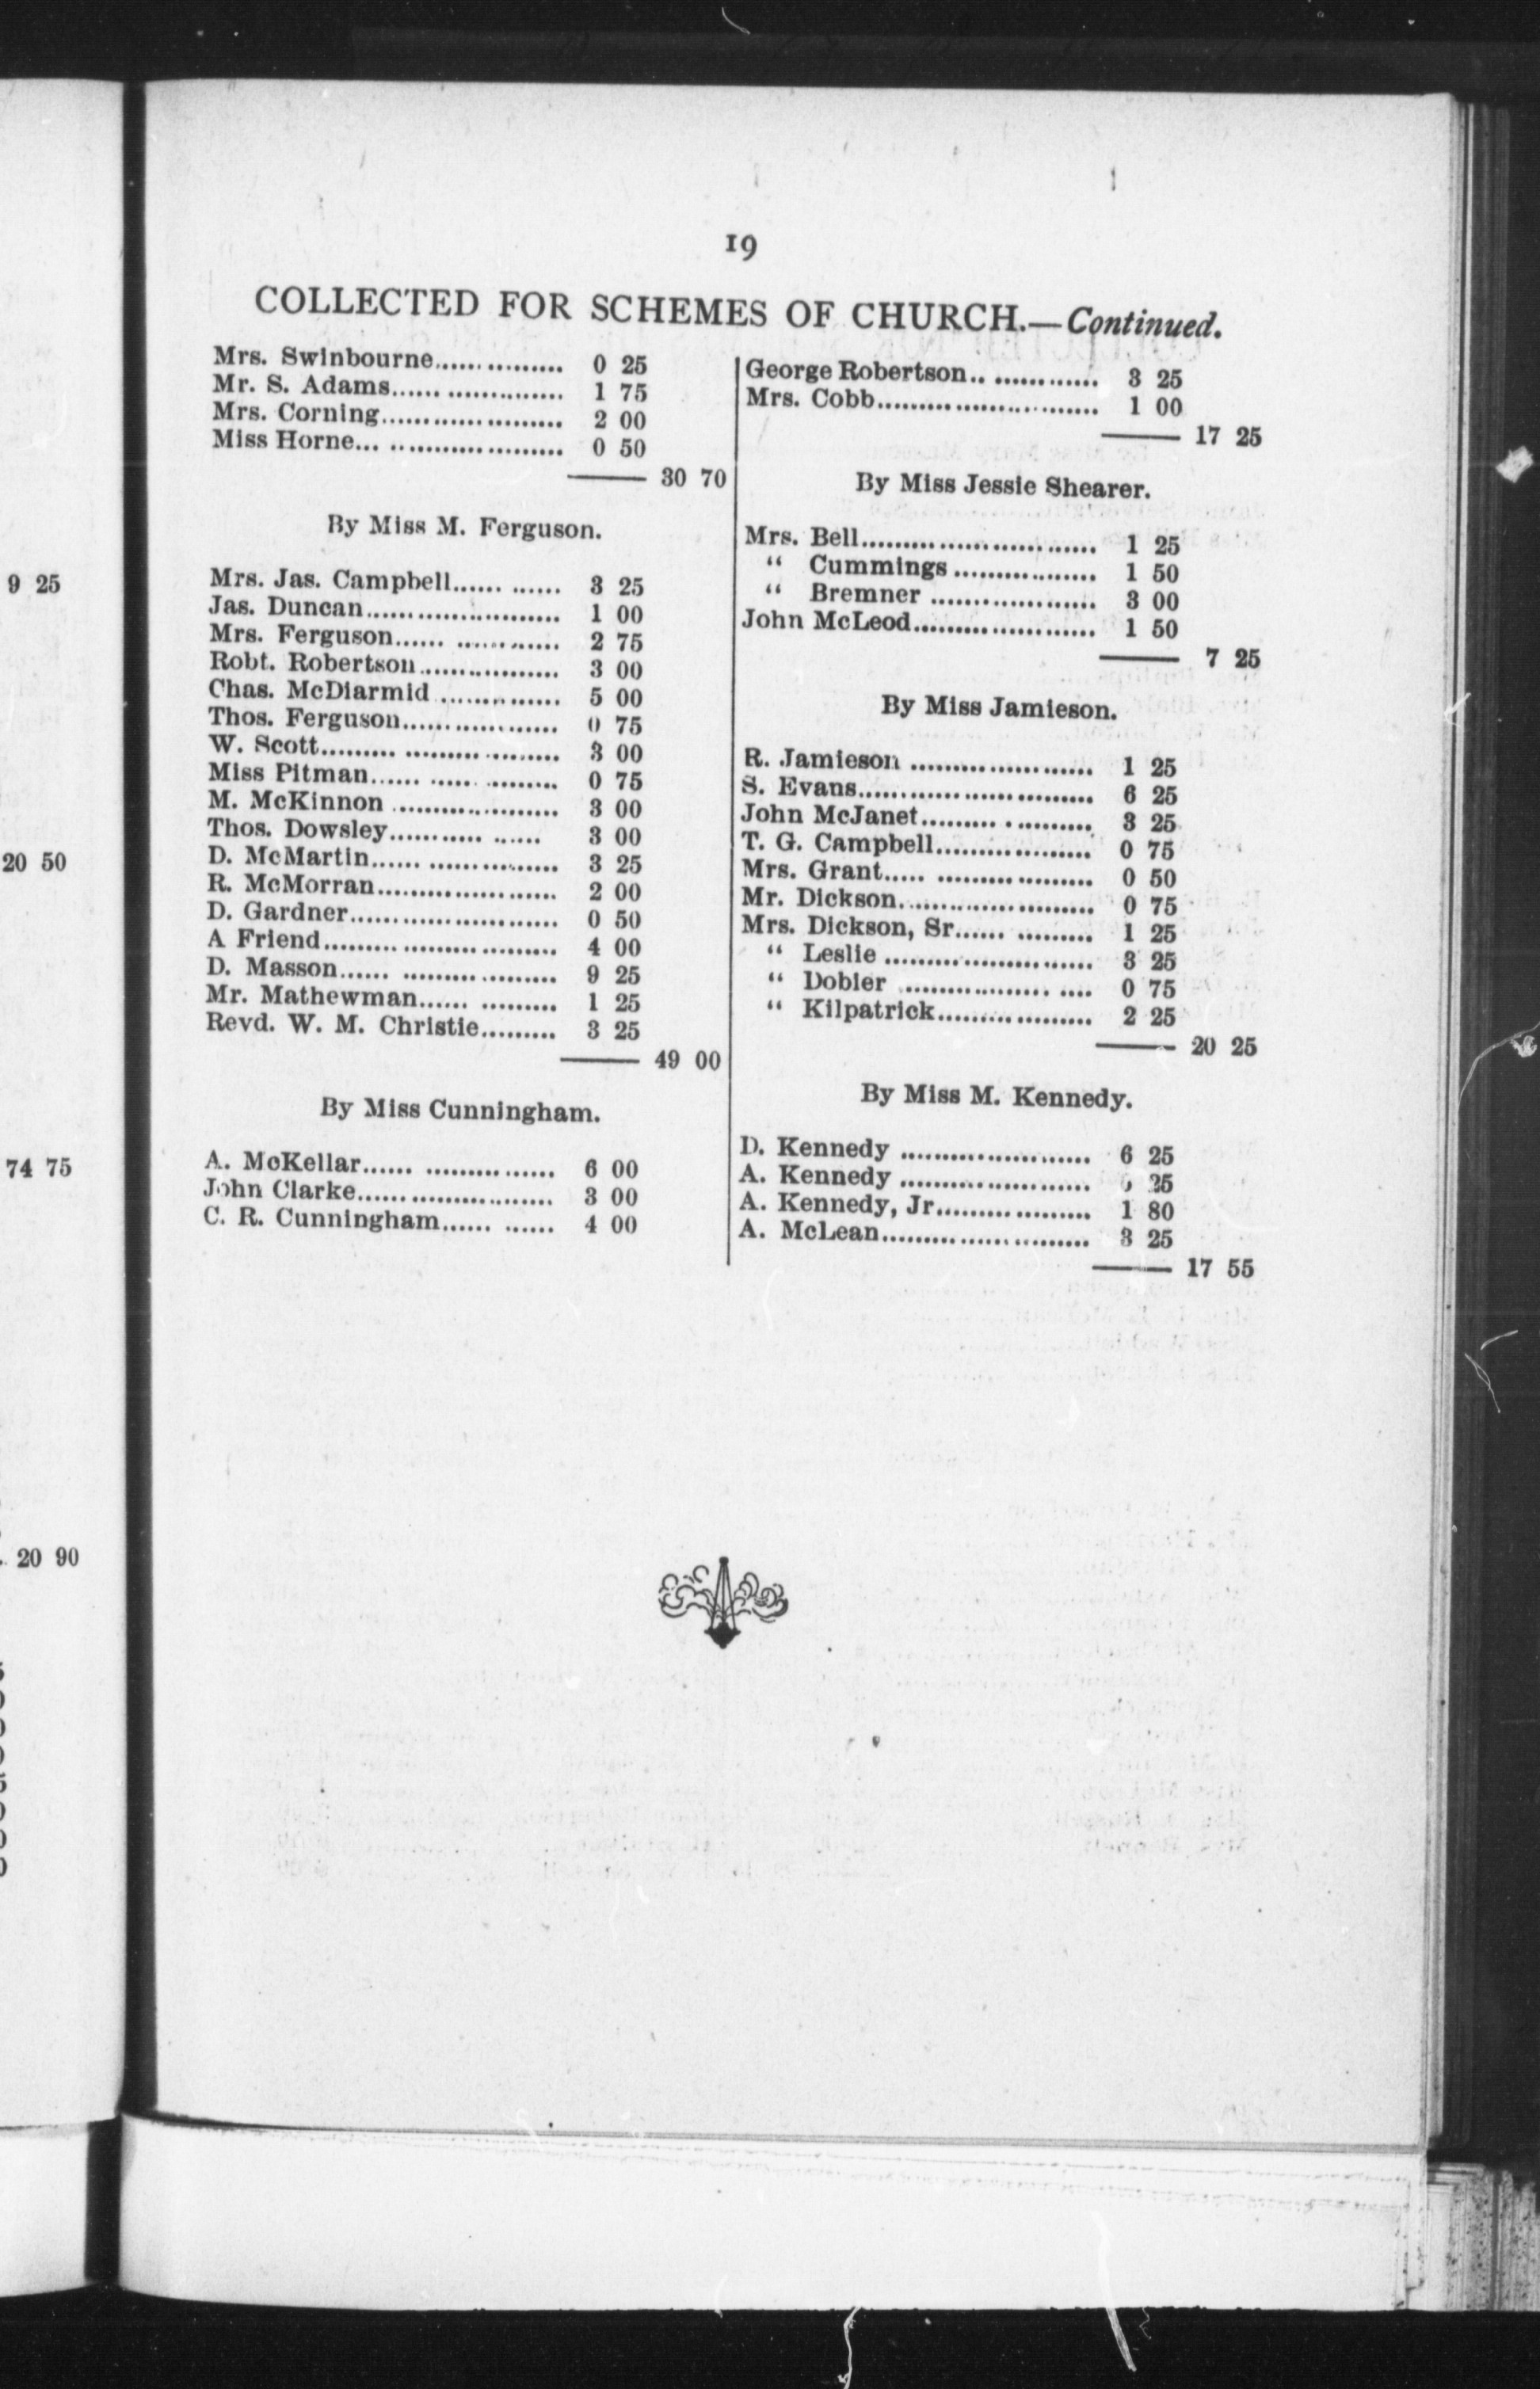 19
COLLECTED FOR SCHEMES OF CHURCH.—Continued.
Mrs. Swinbourne............... 0 25
Mr. S. Adams.................... 1 75
Mrs. Corning...................... 2 00
Miss Horne... .................... 0 50
30 70
By Miss M. Ferguson.
Mrs. Jas. Campbell...... ...... 3 25
Jas. Duncan........................ 1 00
Mrs. Ferguson...... ............ 2 75
Robt. Robertson................. 3 00
Chas. McDiarmid .............. 5 00
Thos. Ferguson................... 0 75
W. Scott......... ......... ......... 3 00
Miss Pitman...... ...... ......... 0 75
M. McKinnon .................... 3 00
Thos. Dowsley........... ...... 3 00
D. McMartin...... ............... 3 25
R. McMorran..................... 2 00
D. Gardner......................... 0 50
A Friend......... ......... ......... 4 00
D. Masson...... ......... ......... 9 25
Mr. Mathewman...... ......... 1 25
Revd. W. M. Christie......... 3 25
49 00
By Miss Cunningham.
A. McKellar...... ............... 6 00
John Clarke....................... 3 00
C. R. Cunningham...... ...... 4 00
George Robertson.. ............ 3 25
Mrs. Cobb.......................... 1 00
17 25
By Miss Jessie Shearer.
Mrs. Bell............................ 1 25
“ Cummings ................. 1 50
“ Bremner .................... 3 00
John McLeod...................... 1 50
7 25
By Miss Jamieson.
R. Jamieson ...................... 1 25
S. Evans............................ 6 25
John McJanet......... . ......... 3 25
T. G. Campbell.................. 0 75
Mrs. Grant..... ................... 0 50
Mr. Dickson....................... 0 75
Mrs. Dickson, Sr...... ......... 1 25
“ Leslie ......................... 3 25
“ Dobier ................. .... 0 75
“ Kilpatrick................... 2 25
20 25
By Miss M. Kennedy.
D. Kennedy ....................... 6 25
A. Kennedy ....................... 25
A. Kennedy, Jr................... 1 80
A. McLean......................... 3 25
17 55
9 25
20 50
74 75
20 90